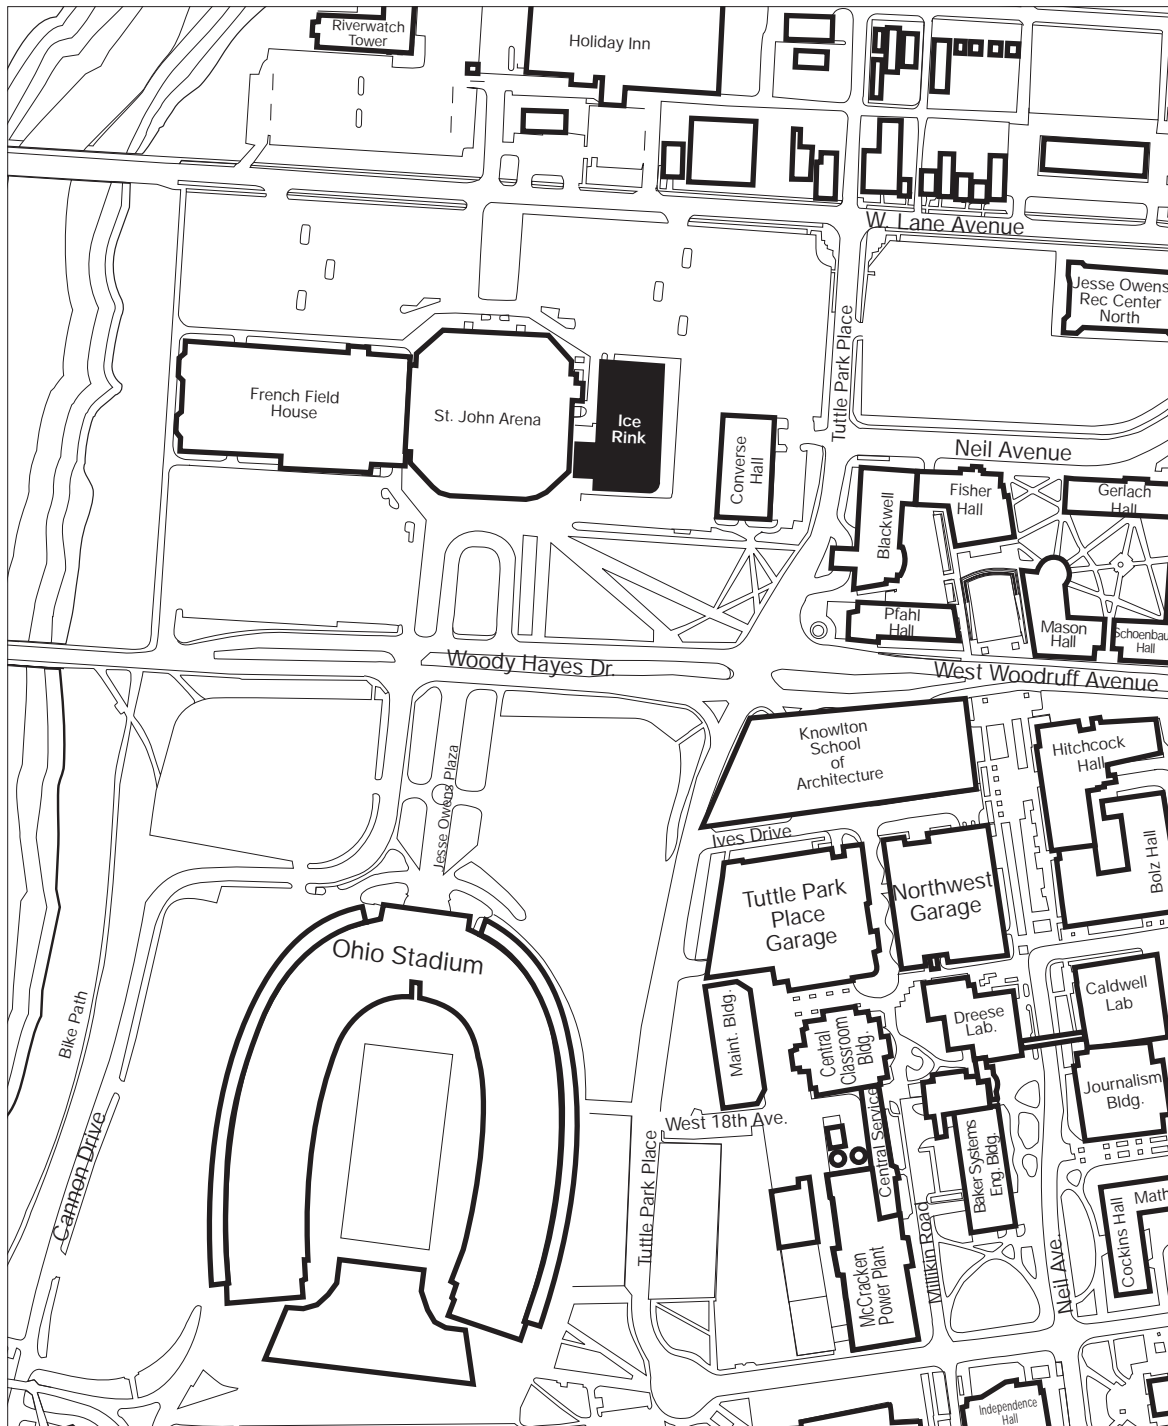 Riverwatch
Tower
Holiday Inn
W. Lane Avenue
Jesse Owens
Rec Center
North
Tuttle Park Place
French Field
House
St. John Arena
Ice
Rink
Converse
Hall
Neil Avenue
Blackwell
Fisher
Hall
Gerlach
Hall
Pfahl
Hall
Mason
Hall
Schoenbau
Hall
Woody Hayes Dr.
West Woodruff Avenue
Knowlton
School
of
Architecture
Hitchcock
Hall
Jesse Owens Plaza
Ives Drive
Bolz Hall
Tuttle Park
Place
Garage
Northwest
Garage
Ohio Stadium
Bike Path
Maint. Bldg.
Central
Classroom
Bldg.
Dreese
Lab.
Caldwell
Lab
Journalism
Bldg.
West 18th Ave.
Central Service
Baker Systems
Eng. Bldg.
Cannon Drive
Tuttle Park Place
McCracken
Power Plant
Millikin Road
Neil Ave.
Cockins Hall
Math
Independence
Hall